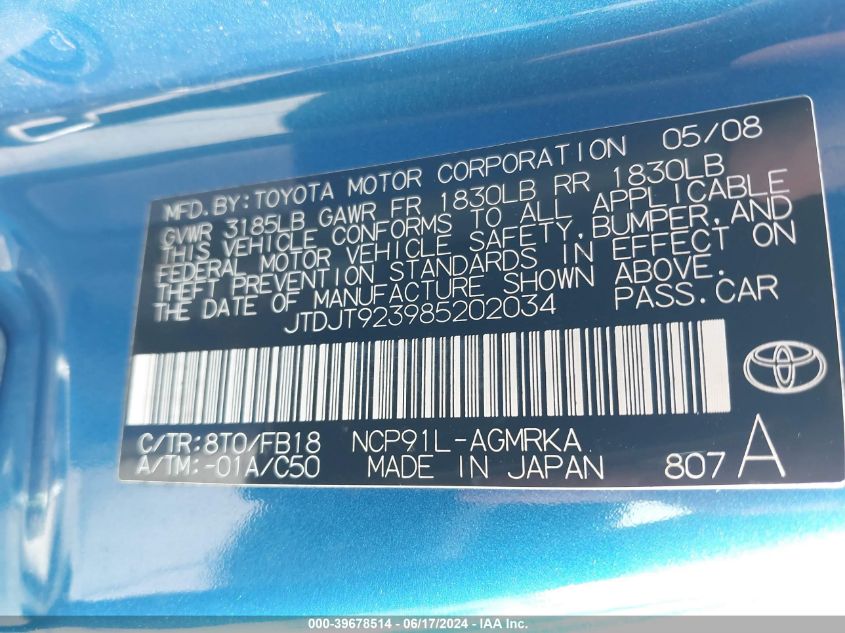 MFD.BY:TOYOTA MOTOR CORPORATION 05/08
GVWR 3185LB GAWR FR 1830LB RR 1830LB
THIS VEHICLE CONFORMS TO ALL APPLICABLE
FEDERAL MOTOR VEHICLE SAFETY,BUMPER,AND
THEFT PREVENTION STANDARDS IN EFFECT ON
THE DATE OF MANUFACTURE SHOWN ABOVE.
JTDJT923985202034 PASS.CAR
C/TR:8T0/FB18 NCP91L-AGMRKA
A/TM:-01A/C50 MADE IN JAPAN 807 A
000-39678514 - 06/17/2024 - IAA Inc.